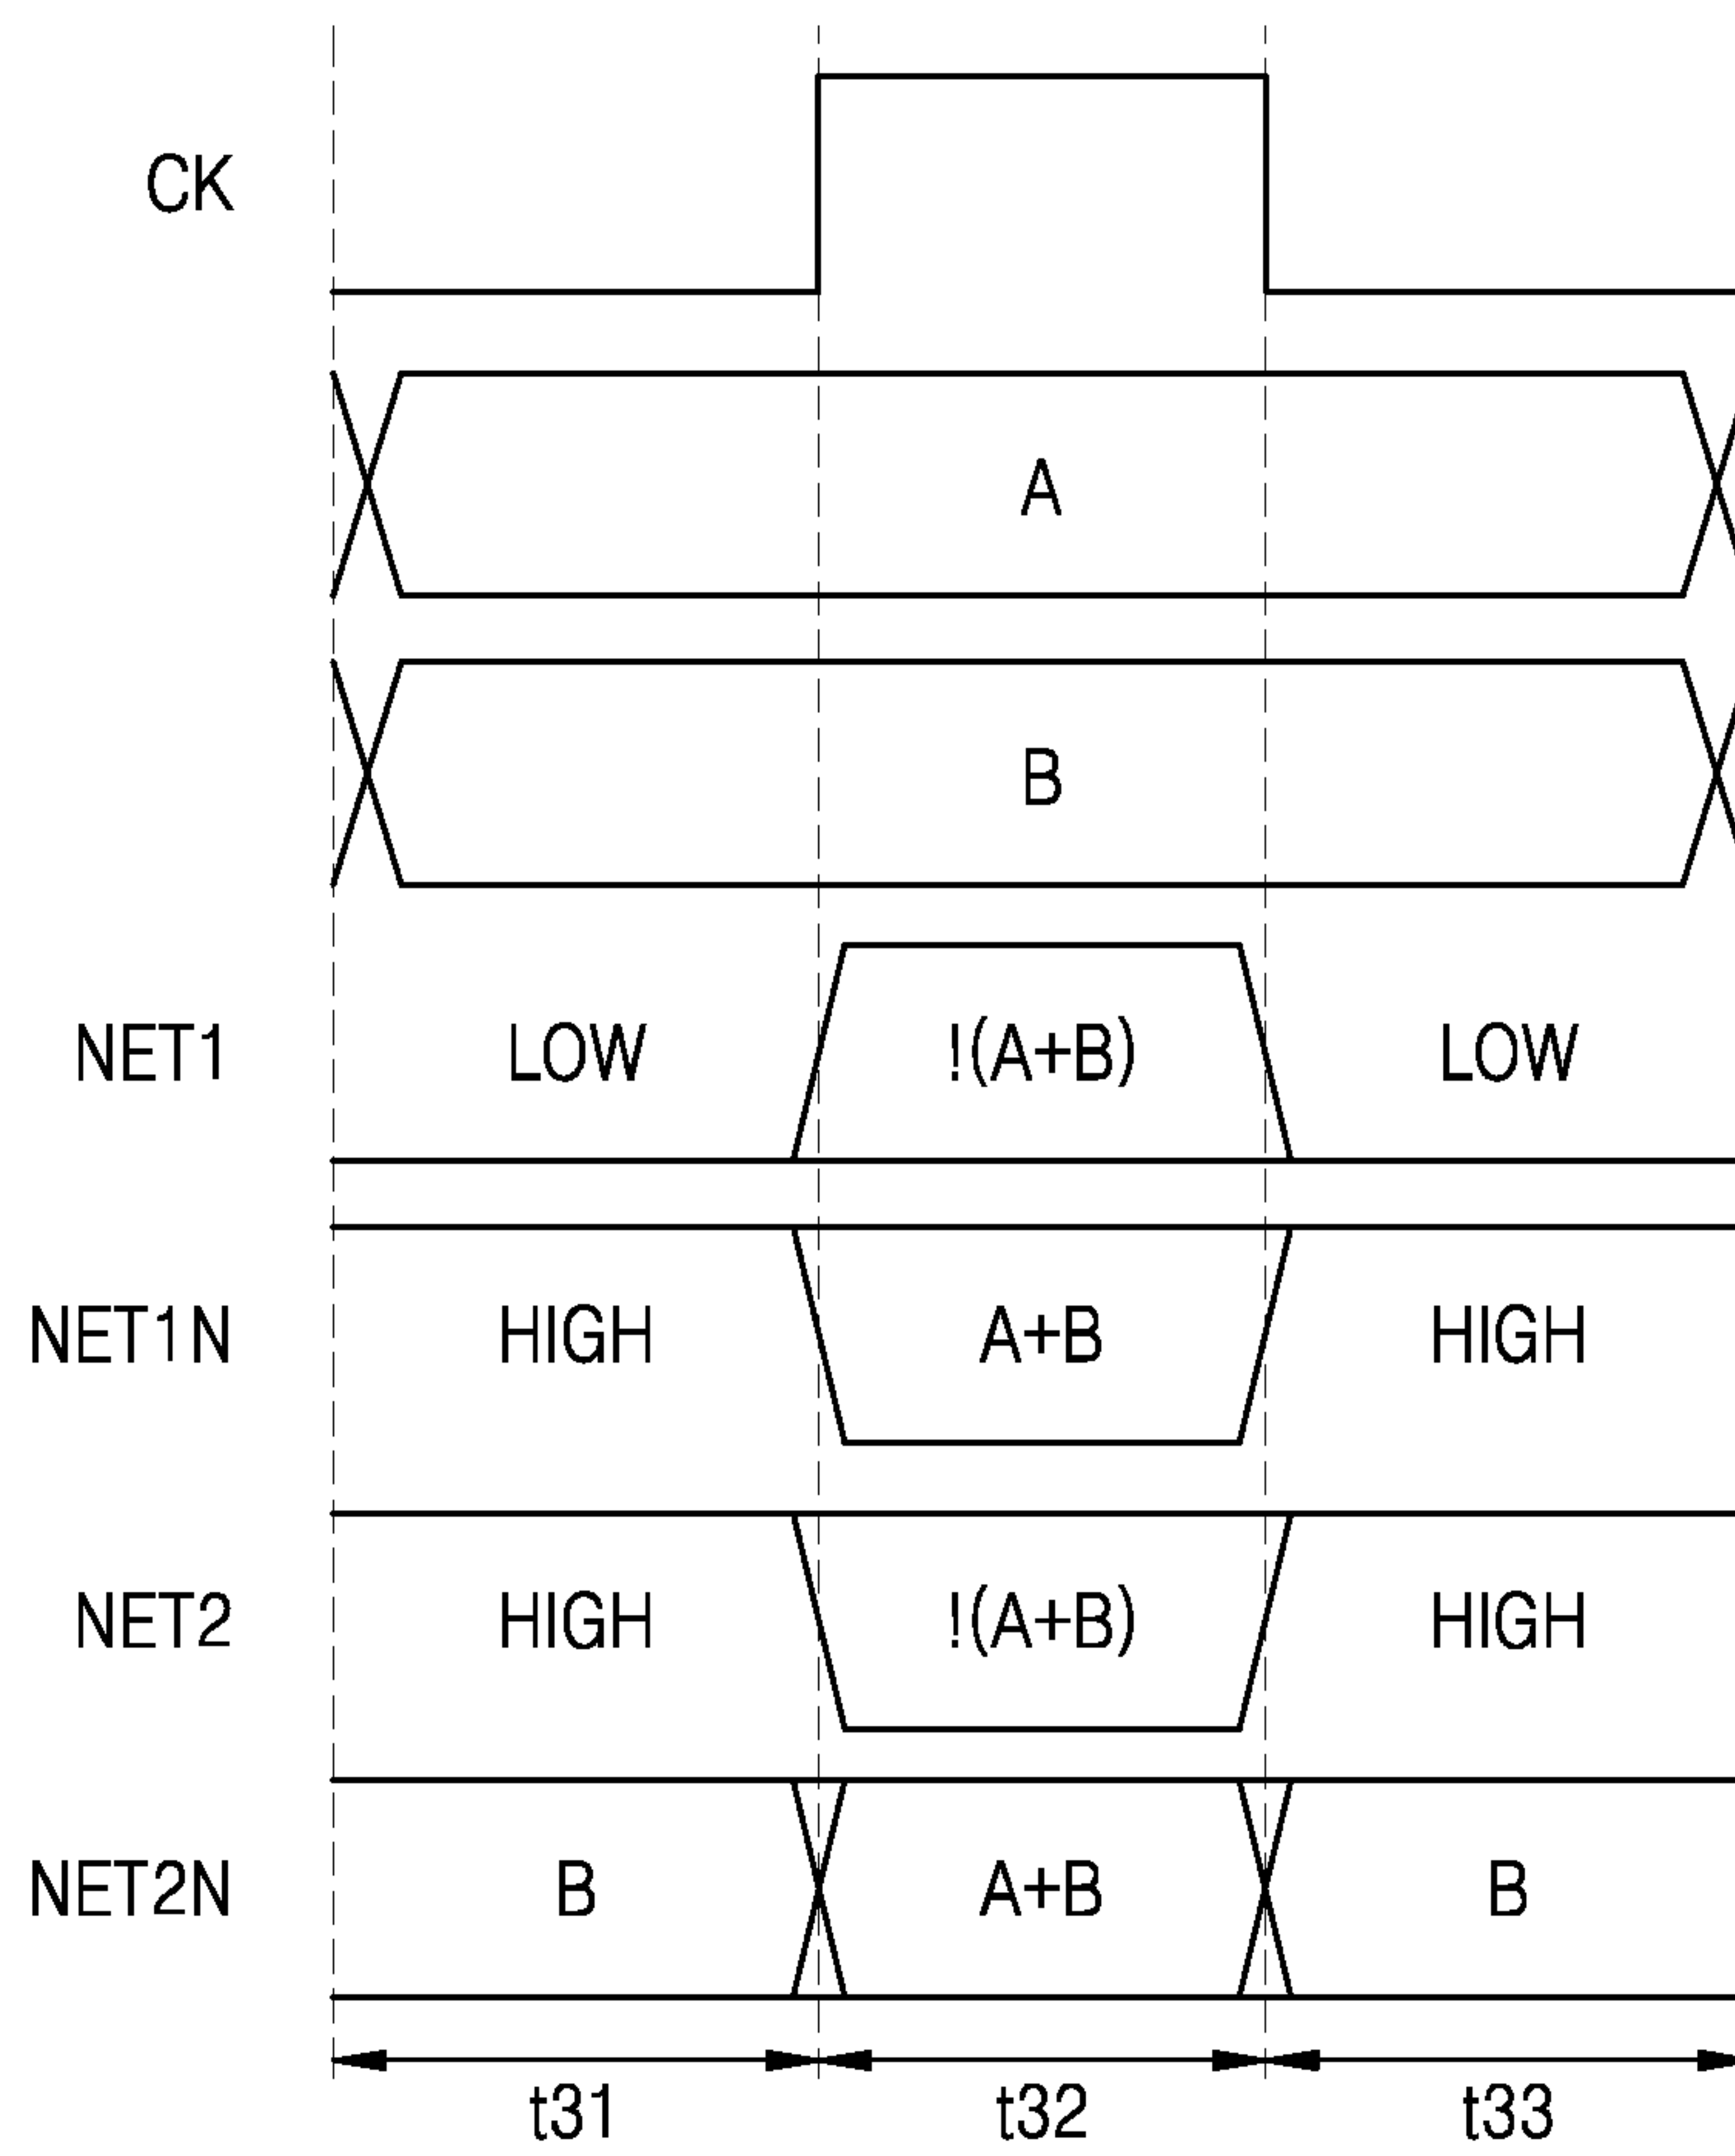 CK
A
B
NET1 LOW !(A+B) LOW
NET1N HIGH A+B HIGH
NET2 HIGH !(A+B) HIGH
NET2N B A+B B
t31 t32 t33